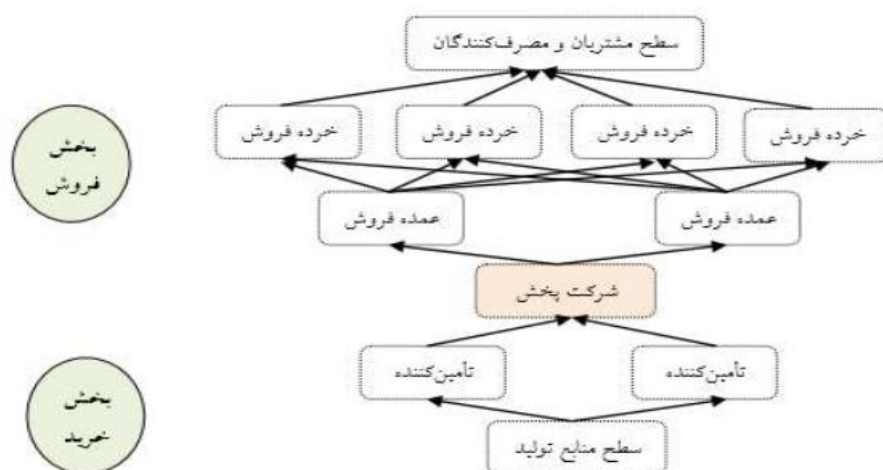 سطح مشتریان و مصرف‌کنندگان
خرده فروش
خرده فروش
خرده فروش
خرده فروش
بخش
فروش
عمده فروش
عمده فروش
شرکت پخش
تأمین‌کننده
تأمین‌کننده
بخش
خرید
سطح منابع تولید